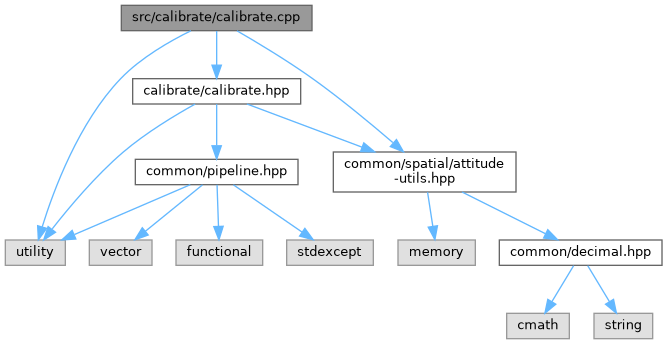 src/calibrate/calibrate.cpp
calibrate/calibrate.hpp
common/pipeline.hpp
common/spatial/attitude
-utils.hpp
utility
vector
functional
stdexcept
memory
common/decimal.hpp
cmath
string